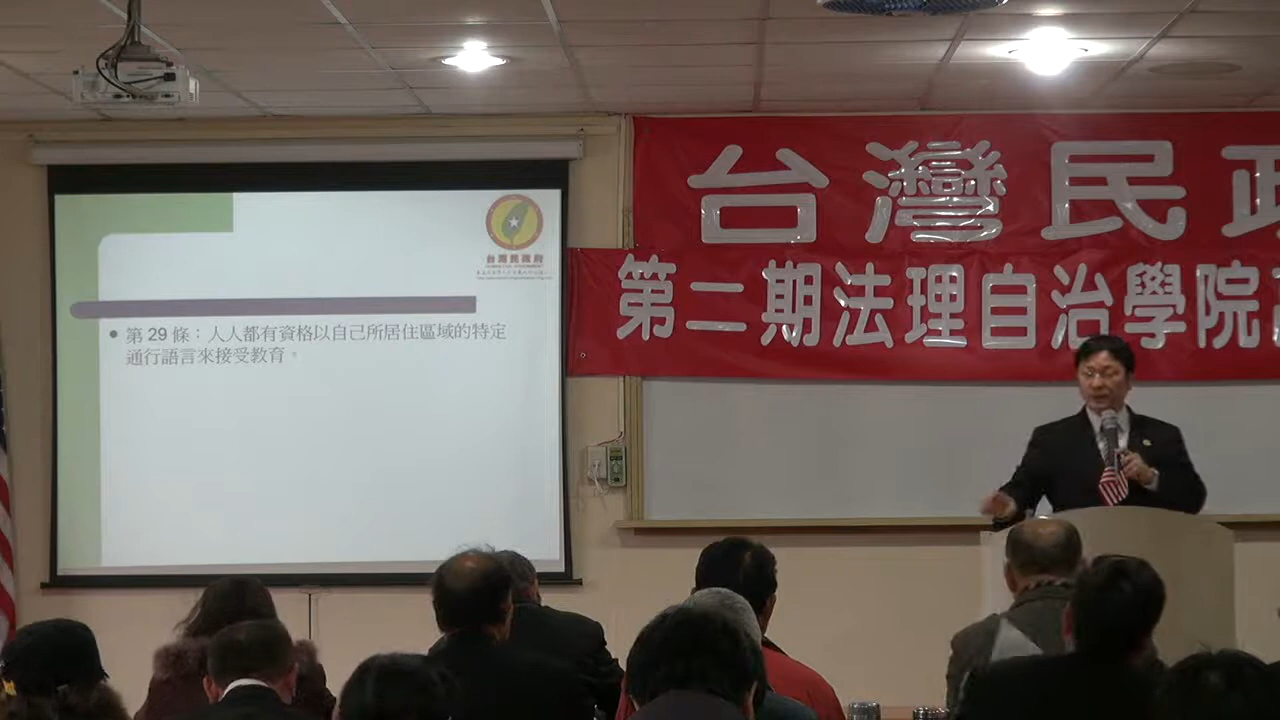 台灣民政
第二期法理自治學院
台灣民政府
第 29 條：人人都有資格以自己所居住區域的特定
通行語言來接受教育。